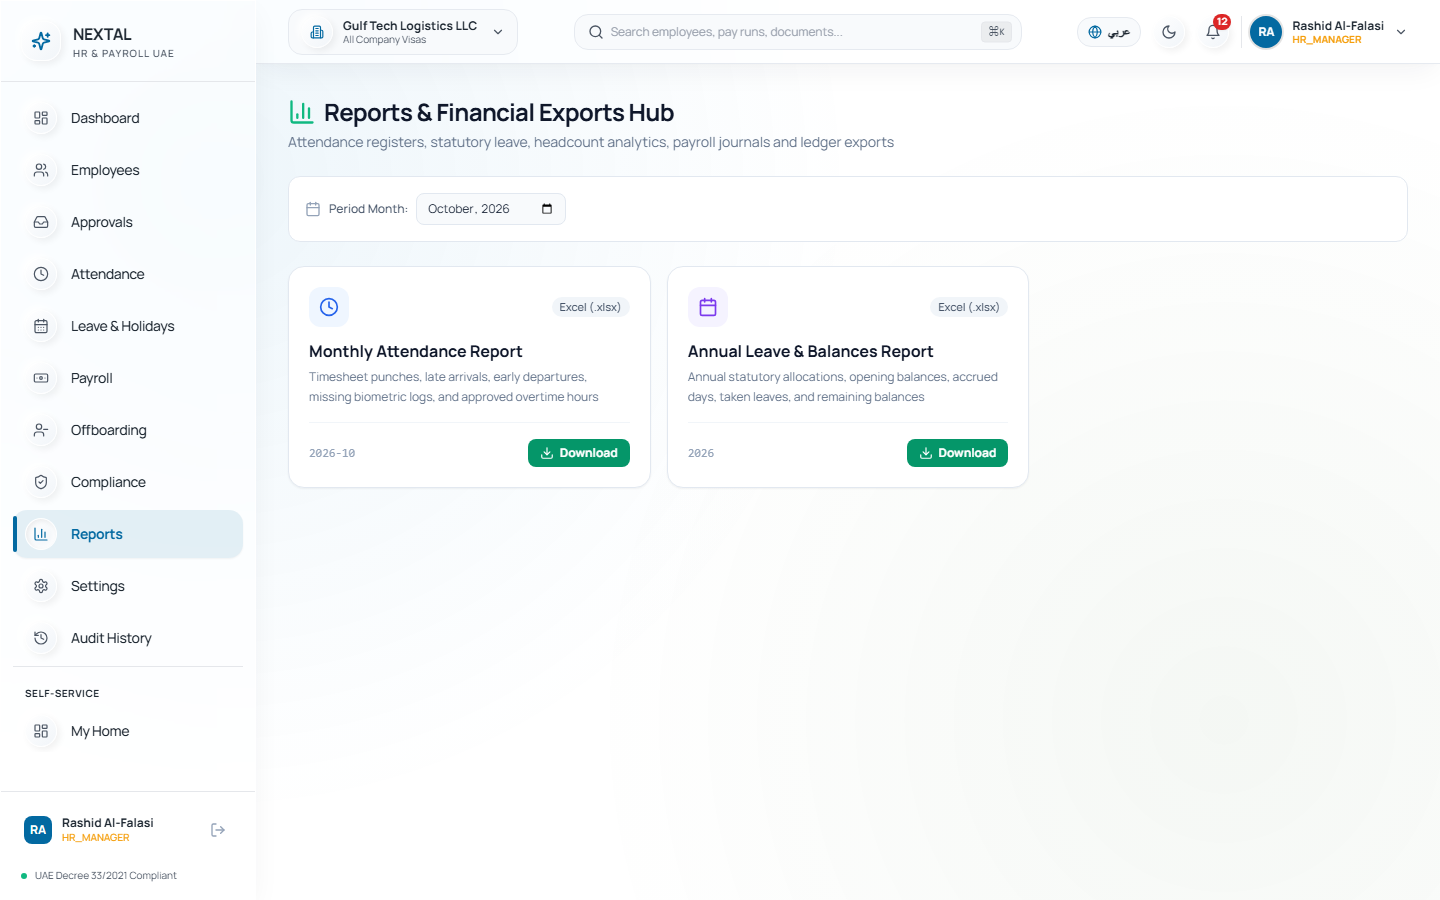 NEXTAL
HR & PAYROLL UAE
Dashboard
Employees
Approvals
Attendance
Leave & Holidays
Payroll
Offboarding
Compliance
Reports
Settings
Audit History
SELF-SERVICE
My Home
RA
Rashid Al-Falasi
HR_MANAGER
UAE Decree 33/2021 Compliant
Gulf Tech Logistics LLC
All Company Visas
Search employees, pay runs, documents...
⌘K
عربي
12
RA
Rashid Al-Falasi
HR_MANAGER
Reports & Financial Exports Hub
Attendance registers, statutory leave, headcount analytics, payroll journals and ledger exports
Period Month:
October, 2026
Excel (.xlsx)
Monthly Attendance Report
Timesheet punches, late arrivals, early departures,
missing biometric logs, and approved overtime hours
2026-10
Download
Excel (.xlsx)
Annual Leave & Balances Report
Annual statutory allocations, opening balances, accrued
days, taken leaves, and remaining balances
2026
Download